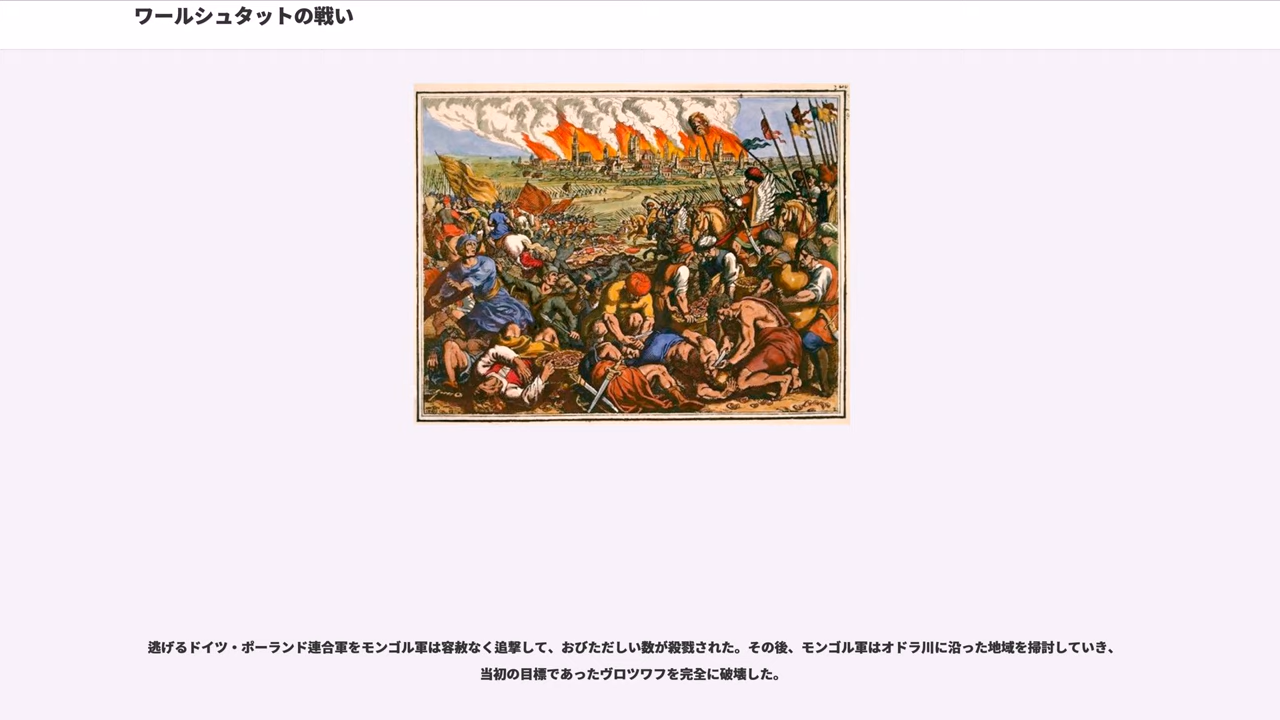 ワールシュタットの戦い
逃げるドイツ・ポーランド連合軍をモンゴル軍は容赦なく追撃して、おびただしい数が殺戮された。その後、モンゴル軍はオドラ川に沿った地域を掃討していき、
当初の目標であったヴロツワフを完全に破壊した。